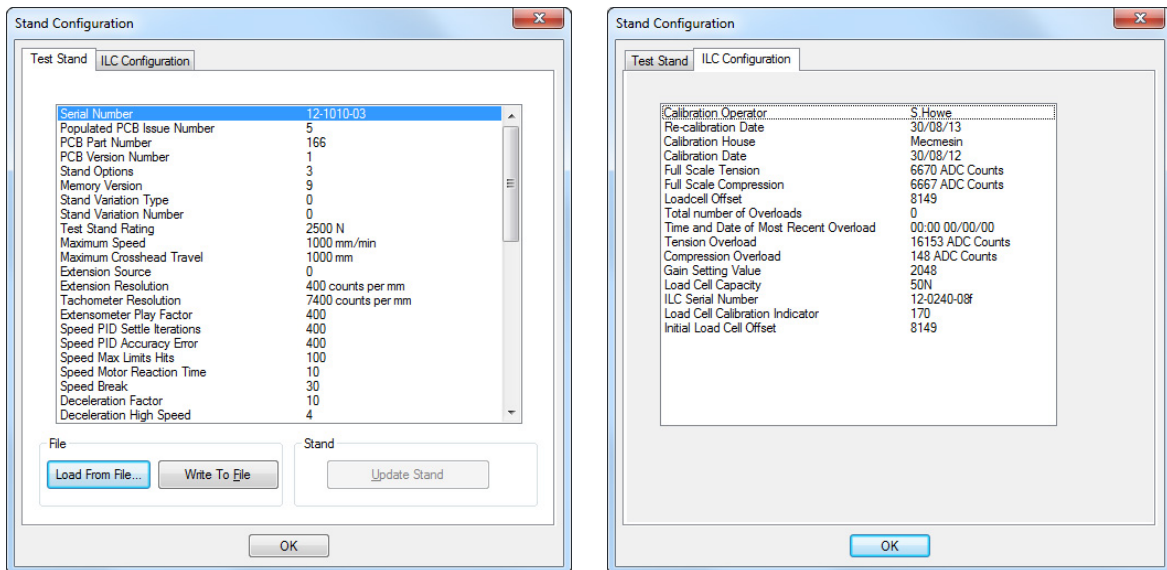 Stand Configuration
Test Stand ILC Configuration
Serial Number 12-1010-03
Populated PCB Issue Number 5
PCB Part Number 166
PCB Version Number 1
Stand Options 3
Memory Version 9
Stand Variation Type 0
Stand Variation Number 0
Test Stand Rating 2500 N
Maximum Speed 1000 mm/min
Maximum Crosshead Travel 1000 mm
Extension Source 0
Extension Resolution 400 counts per mm
Tachometer Resolution 7400 counts per mm
Extensometer Play Factor 400
Speed PID Settle Iterations 400
Speed PID Accuracy Error 400
Speed Max Limits Hits 100
Speed Motor Reaction Time 10
Speed Break 30
Deceleration Factor 10
Deceleration High Speed 4
File Stand
Load From File... Write To File Update Stand
OK
Stand Configuration
Test Stand ILC Configuration
Calibration Operator S.Howe
Re-calibration Date 30/08/13
Calibration House Mecmesin
Calibration Date 30/08/12
Full Scale Tension 6670 ADC Counts
Full Scale Compression 6667 ADC Counts
Loadcell Offset 8149
Total number of Overloads 0
Time and Date of Most Recent Overload 00:00 00/00/00
Tension Overload 16153 ADC Counts
Compression Overload 148 ADC Counts
Gain Setting Value 2048
Load Cell Capacity 50N
ILC Serial Number 12-0240-08f
Load Cell Calibration Indicator 170
Initial Load Cell Offset 8149
OK